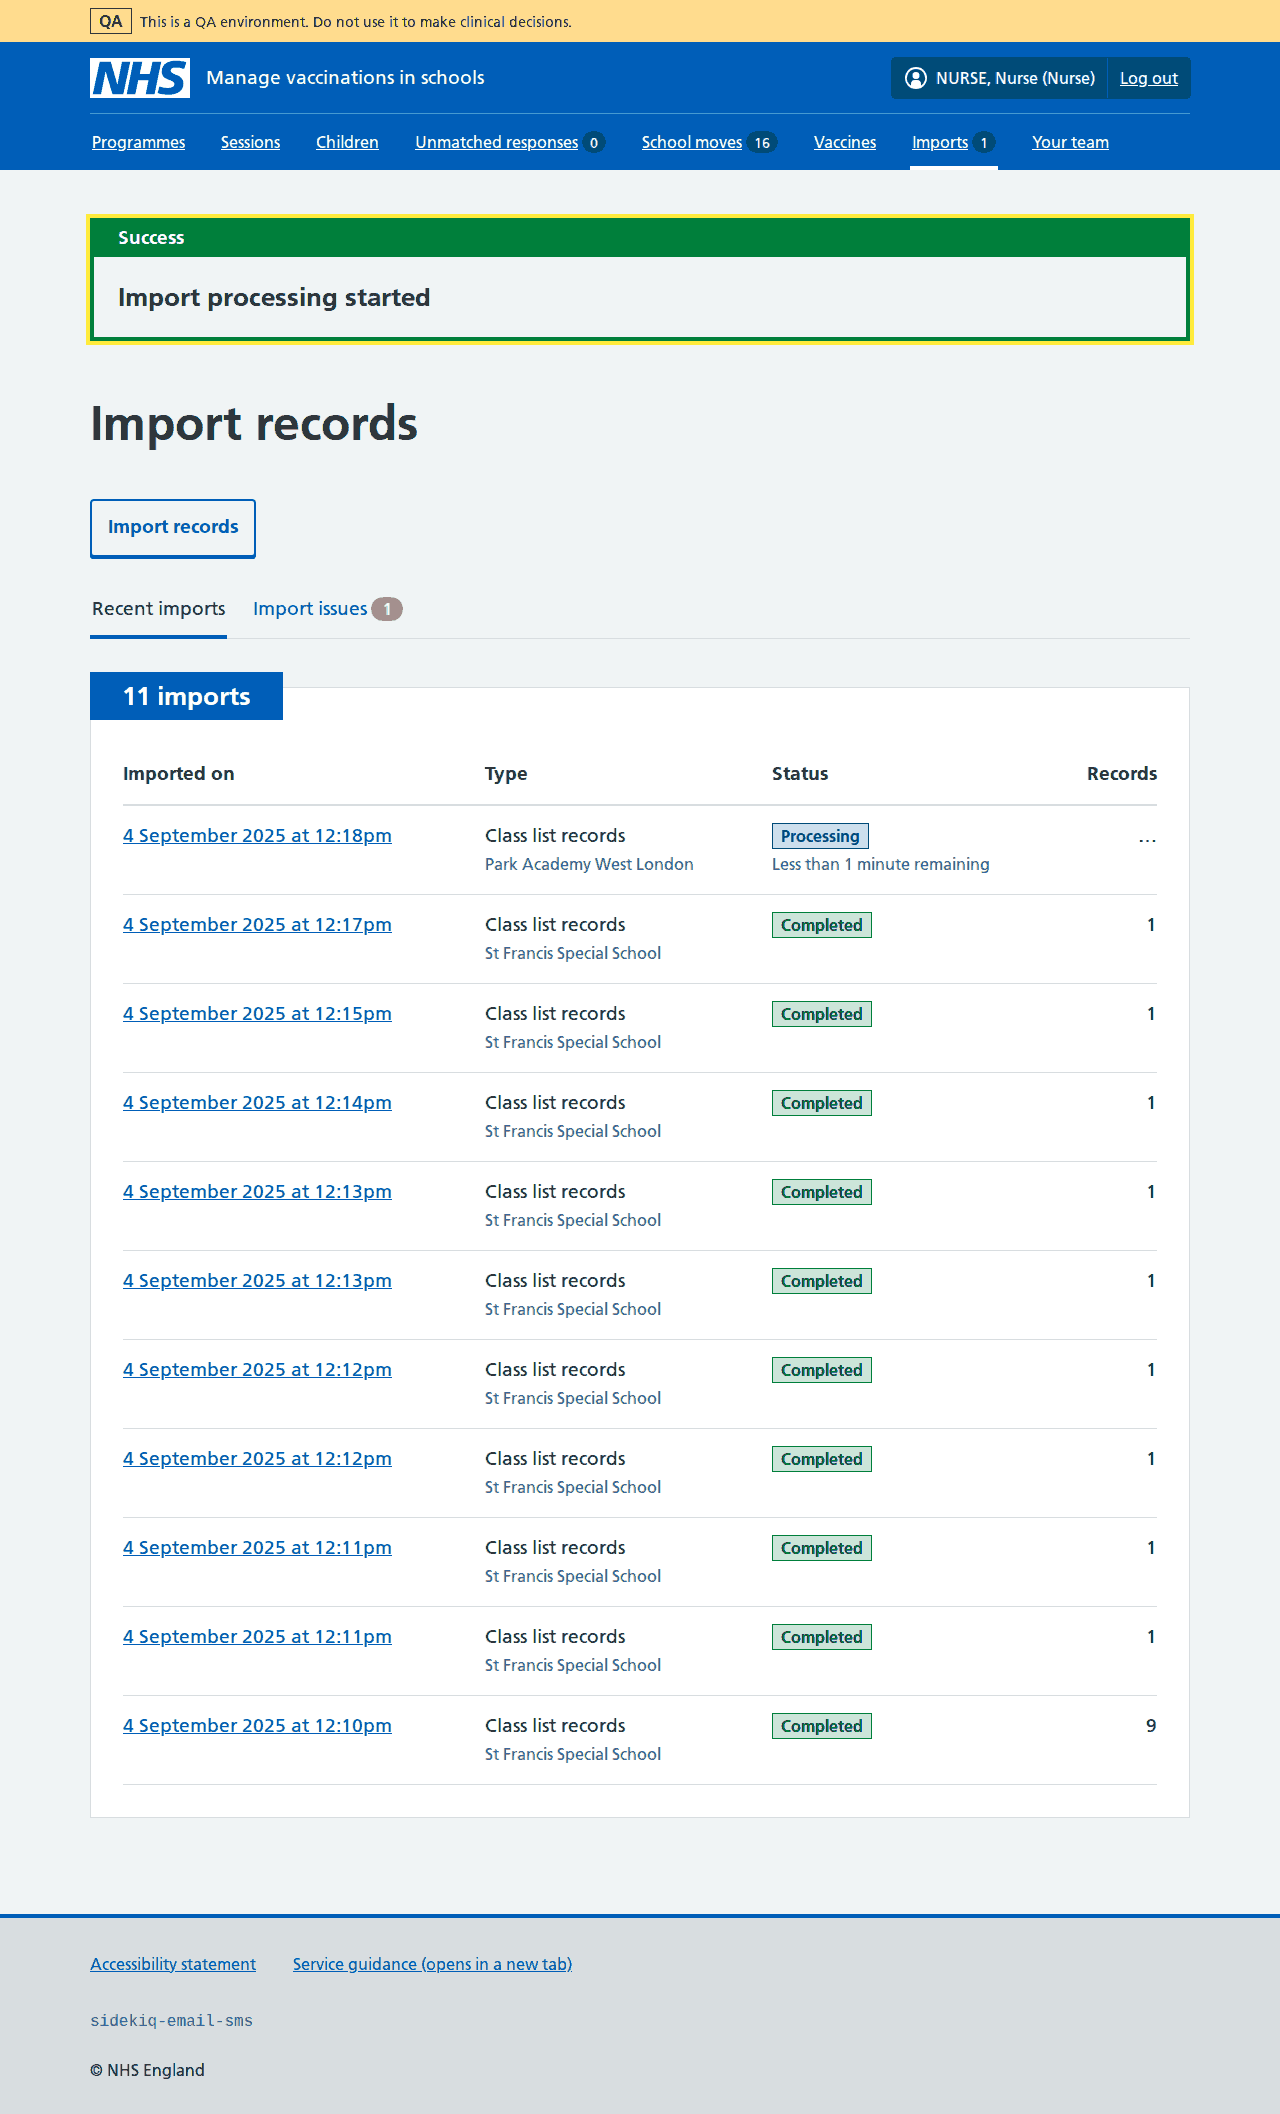 QA This is a QA environment. Do not use it to make clinical decisions.
NHS Manage vaccinations in schools NURSE, Nurse (Nurse) Log out
Programmes Sessions Children Unmatched responses 0 School moves 16 Vaccines Imports 1 Your team
Success
Import processing started
Import records
Import records
Recent imports Import issues 1
11 imports
Imported on Type Status Records
4 September 2025 at 12:18pm Class list records Processing ...
Park Academy West London Less than 1 minute remaining
4 September 2025 at 12:17pm Class list records Completed 1
St Francis Special School
4 September 2025 at 12:15pm Class list records Completed 1
St Francis Special School
4 September 2025 at 12:14pm Class list records Completed 1
St Francis Special School
4 September 2025 at 12:13pm Class list records Completed 1
St Francis Special School
4 September 2025 at 12:13pm Class list records Completed 1
St Francis Special School
4 September 2025 at 12:12pm Class list records Completed 1
St Francis Special School
4 September 2025 at 12:12pm Class list records Completed 1
St Francis Special School
4 September 2025 at 12:11pm Class list records Completed 1
St Francis Special School
4 September 2025 at 12:11pm Class list records Completed 1
St Francis Special School
4 September 2025 at 12:10pm Class list records Completed 9
St Francis Special School
Accessibility statement Service guidance (opens in a new tab)
sidekiq-email-sms
© NHS England